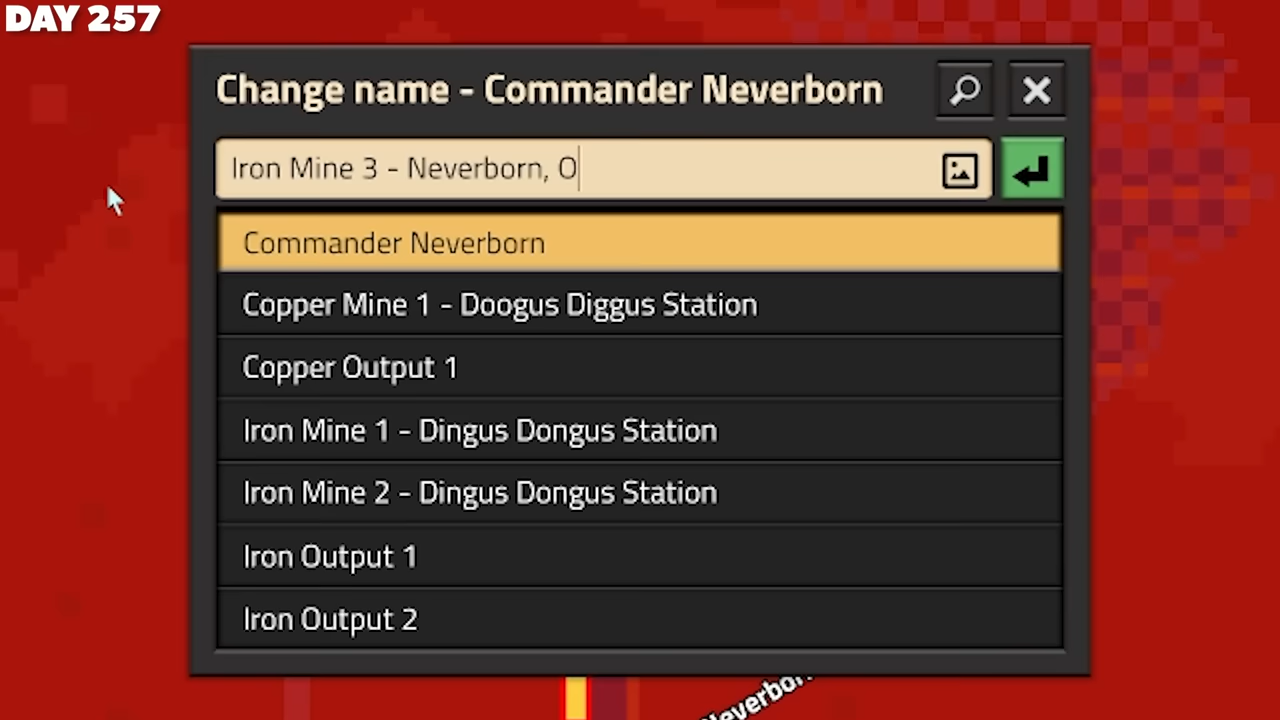 DAY 257
Change name - Commander Neverborn
Iron Mine 3 - Neverborn, O
Commander Neverborn
Copper Mine 1 - Doogus Diggus Station
Copper Output 1
Iron Mine 1 - Dingus Dongus Station
Iron Mine 2 - Dingus Dongus Station
Iron Output 1
Iron Output 2
Neverborn